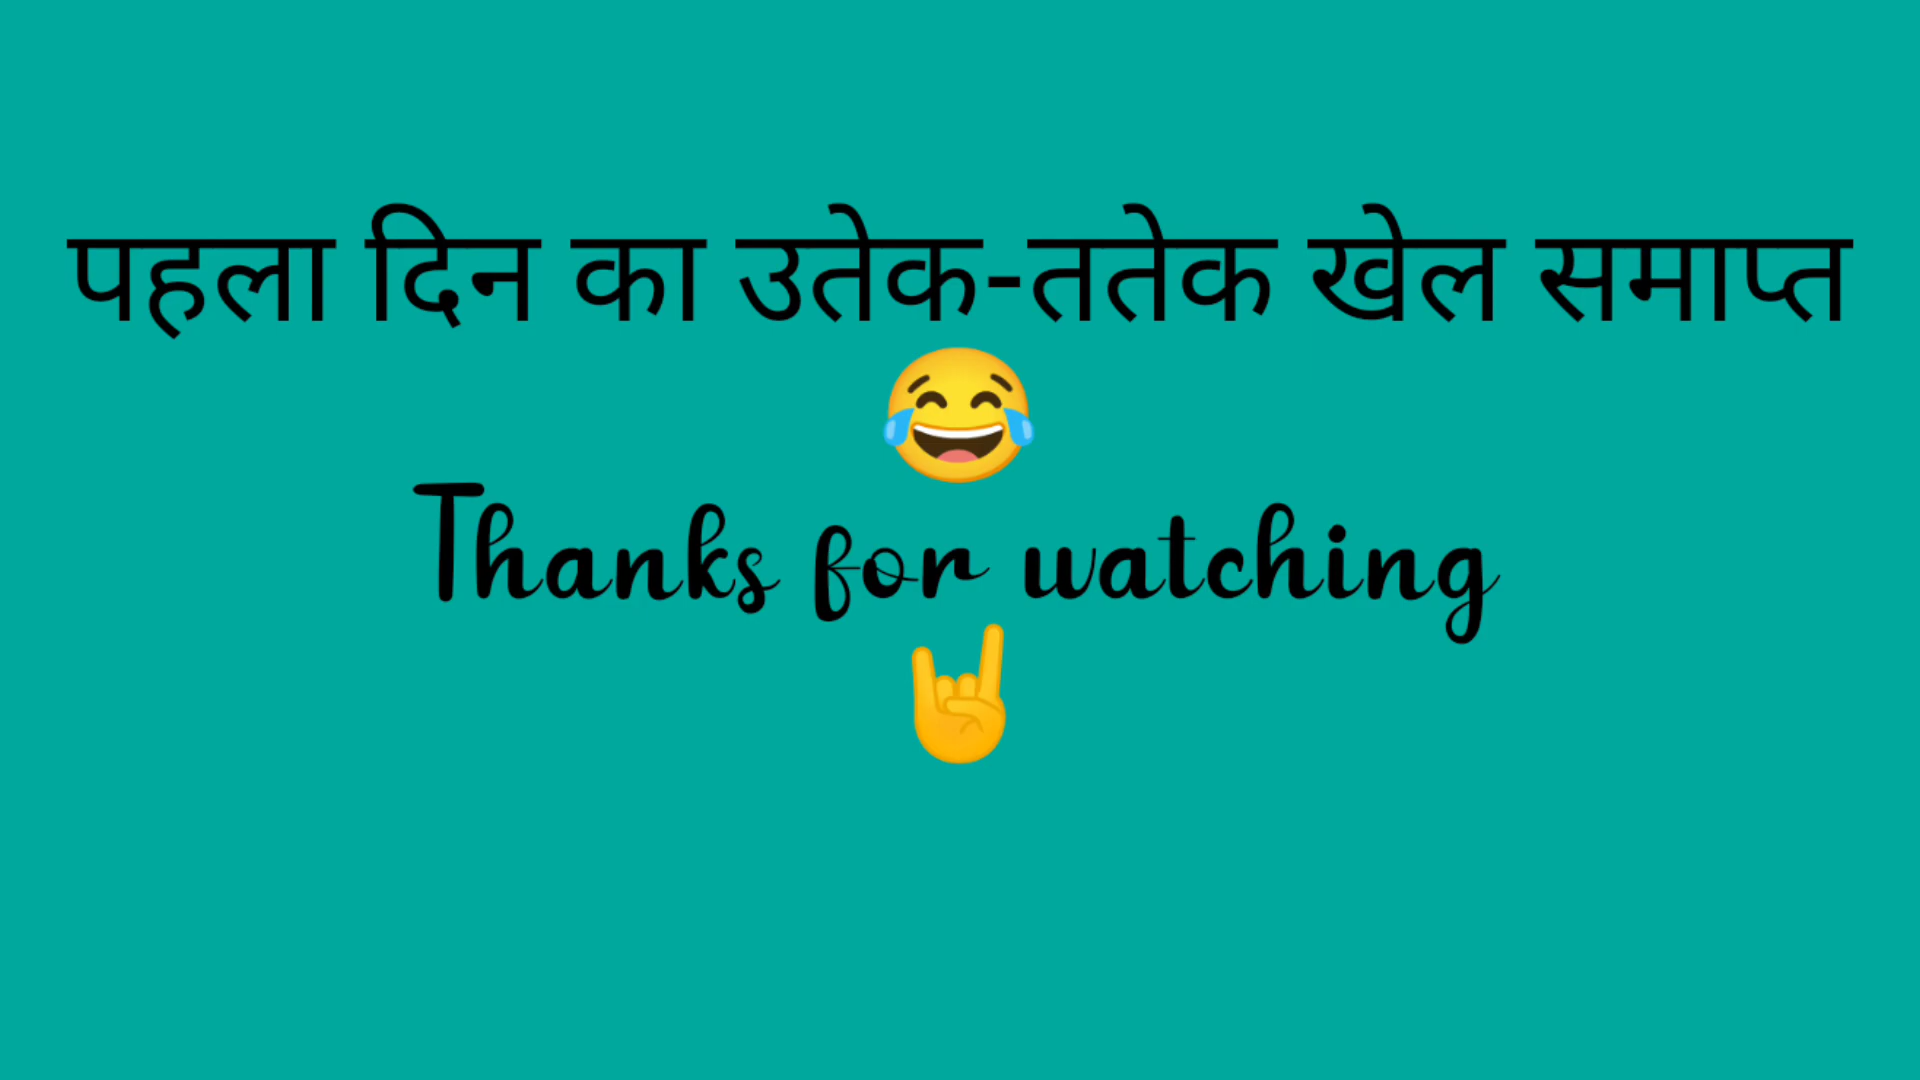 पहला दिन का उतेक-ततेक खेल समाप्त
😂
Thanks for watching
🤘